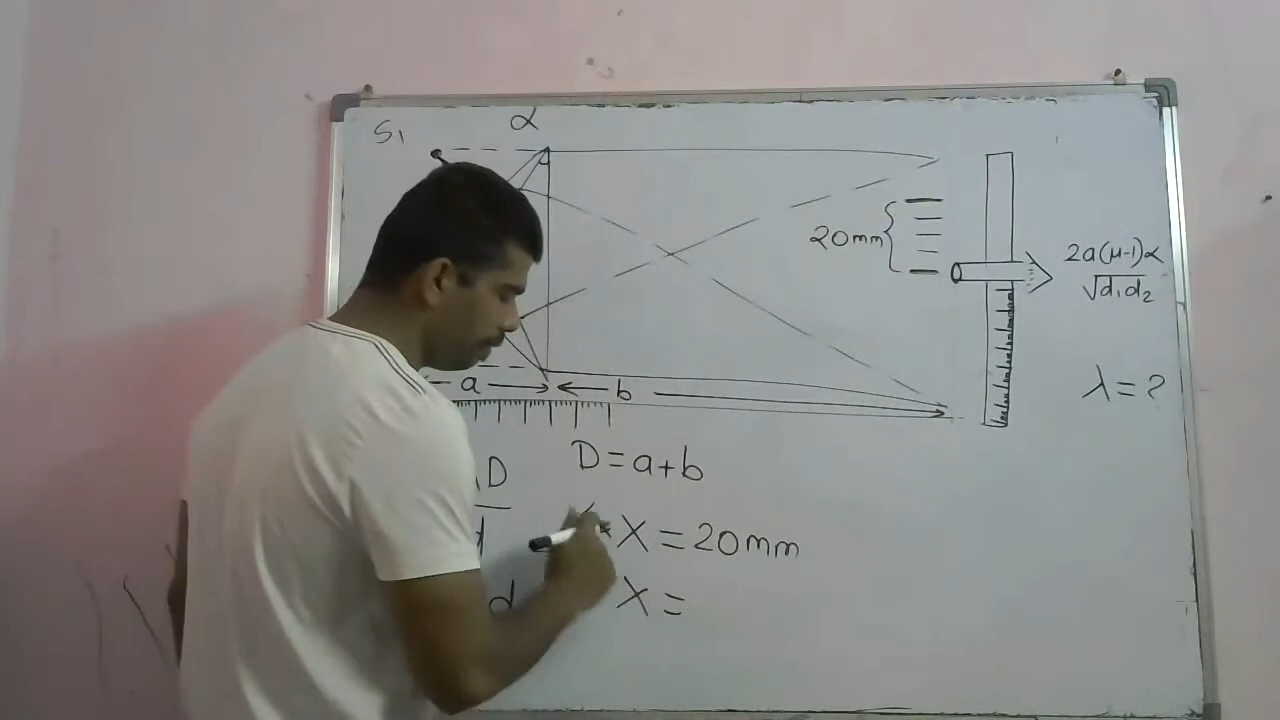 S1
α
20mm
2a(μ-1)α
√d1d2
λ = ?
a
b
D
D = a+b
d
X = 20mm
d
X =